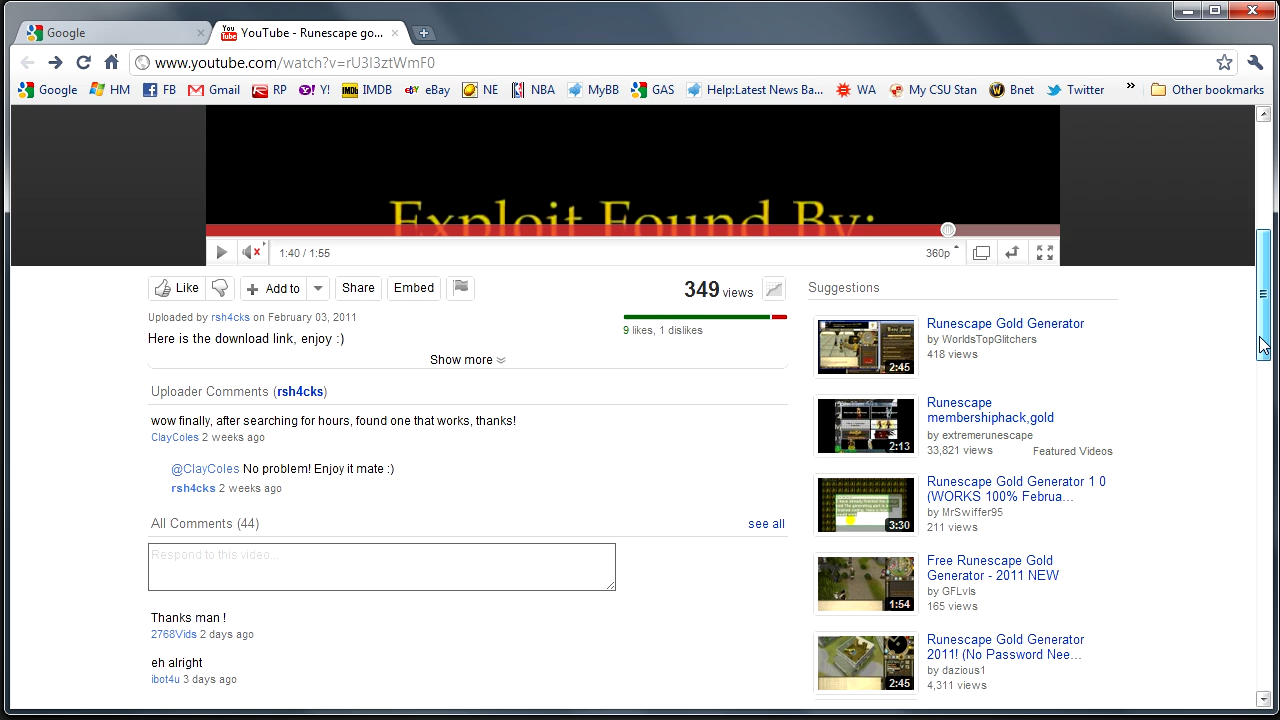 Google
YouTube - Runescape go...
www.youtube.com/watch?v=rU3I3ztWmF0
Google HM FB Gmail RP Y! IMDB eBay NE NBA MyBB GAS Help:Latest News Ba... WA My CSU Stan Bnet Twitter » Other bookmarks
Exploit Found By:
1:40 / 1:55
360p
Like
Add to
Share
Embed
349 views
Uploaded by rsh4cks on February 03, 2011
9 likes, 1 dislikes
download link, enjoy :)
Show more
Uploader Comments (rsh4cks)
especially, after searching for hours, found one that works, thanks!
ClayColes 2 weeks ago
@ClayColes No problem! Enjoy it mate :)
rsh4cks 2 weeks ago
All Comments (44)
see all
Respond to this video...
Thanks man !
2768Vids 2 days ago
eh alright
ibot4u 3 days ago
Suggestions
Runescape Gold Generator
by WorldsTopGlitchers
418 views
2:45
Runescape
membershiphack,gold
by extremerunescape
33,821 views
Featured Videos
2:13
Runescape Gold Generator 1 0
(WORKS 100% Februa...
by MrSwiffer95
211 views
3:30
Free Runescape Gold
Generator - 2011 NEW
by GFLvls
165 views
1:54
Runescape Gold Generator
2011! (No Password Nee...
by dazious1
4,311 views
2:45